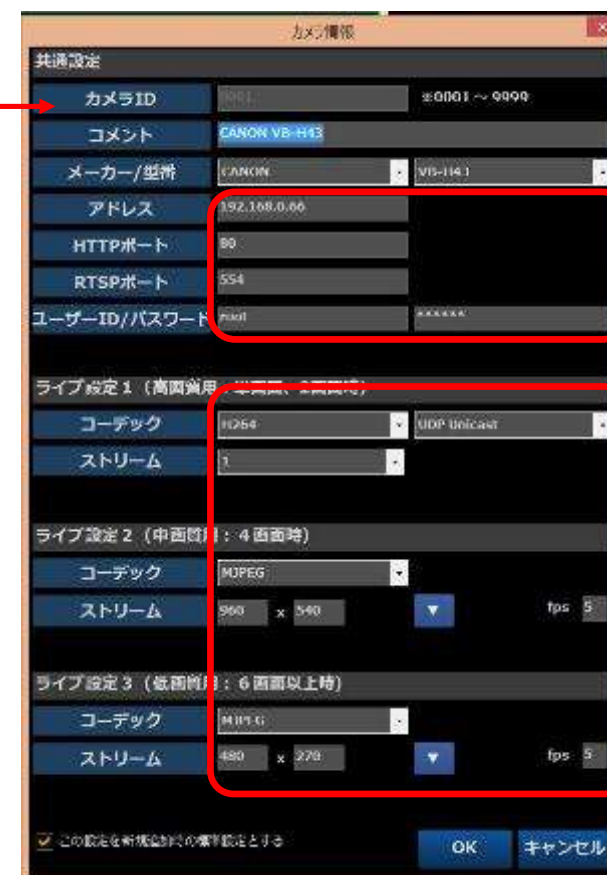 カメラ情報
共通設定
カメラID 0001 ※0001～9999
コメント CANON VB-H43
メーカー/型番 CANON VB-H43
アドレス 192.168.0.66
HTTPポート 80
RTSPポート 554
ユーザーID/パスワード root ******
ライブ設定1（高画質用：単画面、2画面時）
コーデック H264 UDP Unicast
ストリーム 1
ライブ設定2（中画質用：4画面時）
コーデック MJPEG
ストリーム 960 x 540 ▼ fps 5
ライブ設定3（低画質用：6画面以上時）
コーデック MJPEG
ストリーム 480 x 270 ▼ fps 5
この設定を新規追加時の標準設定とする
OK キャンセル